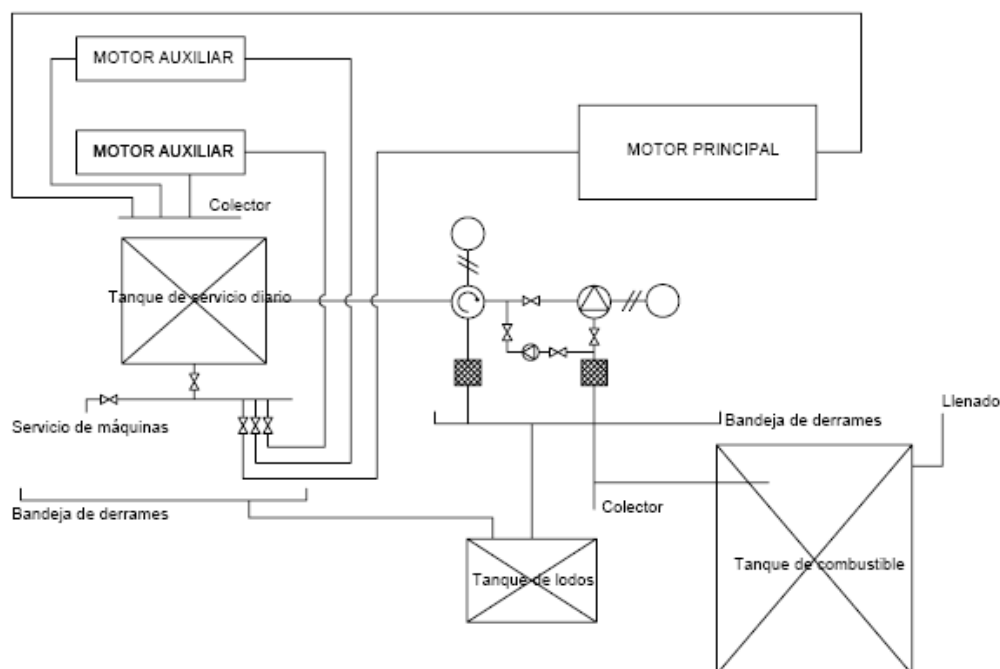 MOTOR AUXILIAR
MOTOR AUXILIAR
MOTOR PRINCIPAL
Colector
Tanque de servicio diario
Servicio de máquinas
Bandeja de derrames
Llenado
Bandeja de derrames
Colector
Tanque de lodos
Tanque de combustible